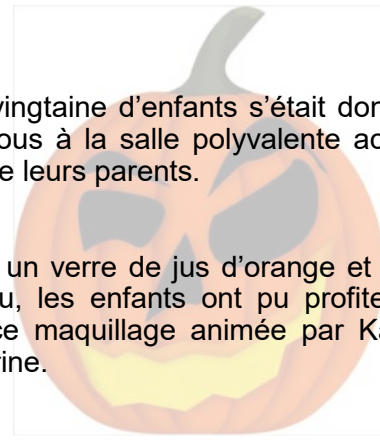 vingtaine d’enfants s’était don
ous à la salle polyvalente ac
e leurs parents.
un verre de jus d’orange et
u, les enfants ont pu profite
ce maquillage animée par Ka
rine.